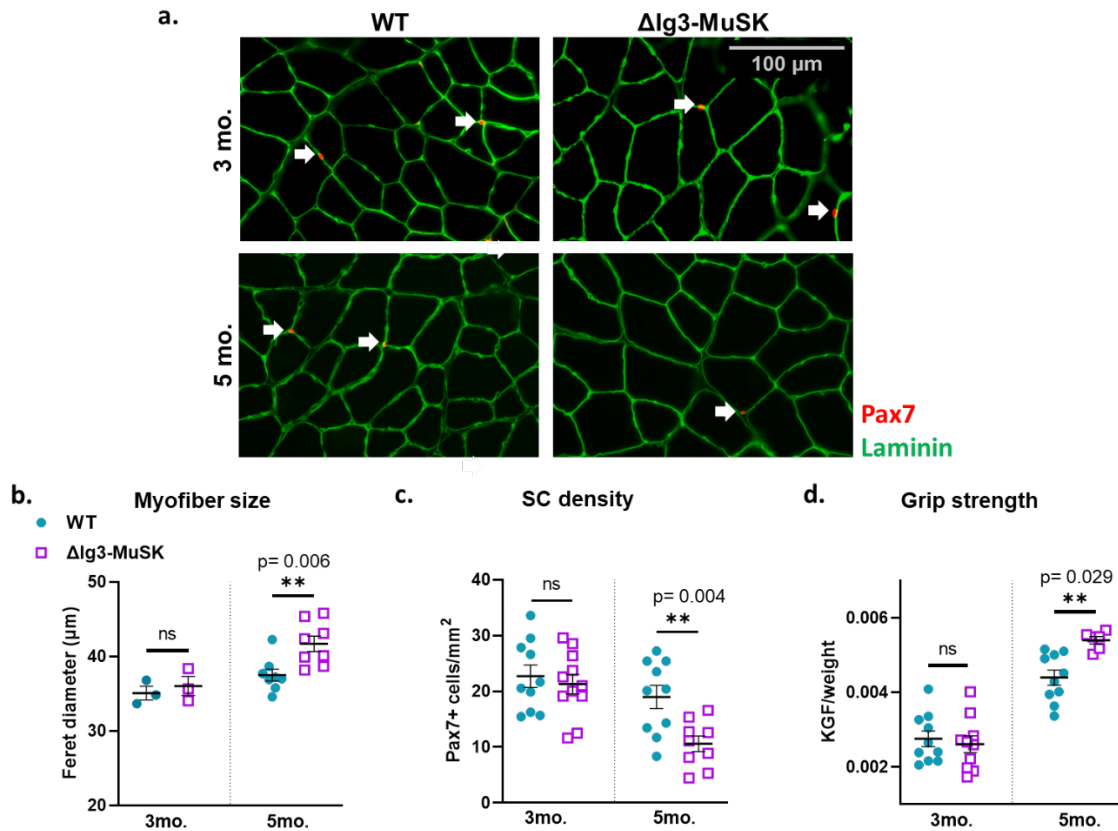 a.
WT
ΔIg3-MuSK
100 µm
3 mo.
5 mo.
Pax7
Laminin
b.
Myofiber size
WT
ΔIg3-MuSK
p= 0.006
**
ns
Feret diameter (µm)
50
40
30
20
3mo.
5mo.
c.
SC density
ns
p= 0.004
**
Pax7+ cells/mm²
40
30
20
10
0
3mo.
5mo.
d.
Grip strength
p= 0.029
**
ns
KGF/weight
0.006
0.004
0.002
3mo.
5mo.